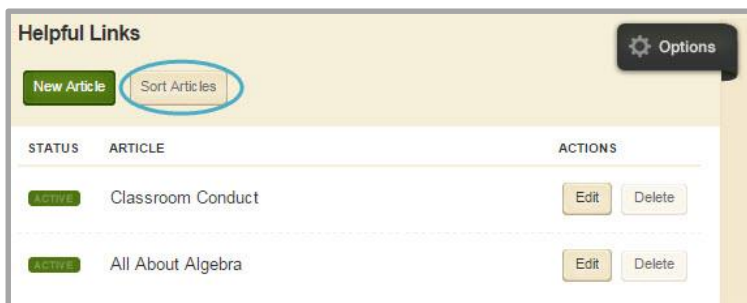 Helpful Links
Options
New Article Sort Articles
STATUS ARTICLE ACTIONS
ACTIVE Classroom Conduct Edit Delete
ACTIVE All About Algebra Edit Delete